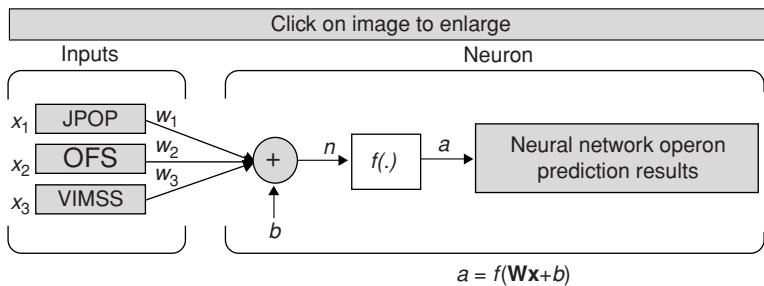 Click on image to enlarge
Inputs
Neuron
x1 JPOP w1
x2 OFS w2
x3 VIMSS w3
+
n
f(.)
a
Neural network operon
prediction results
b
a = f(Wx+b)